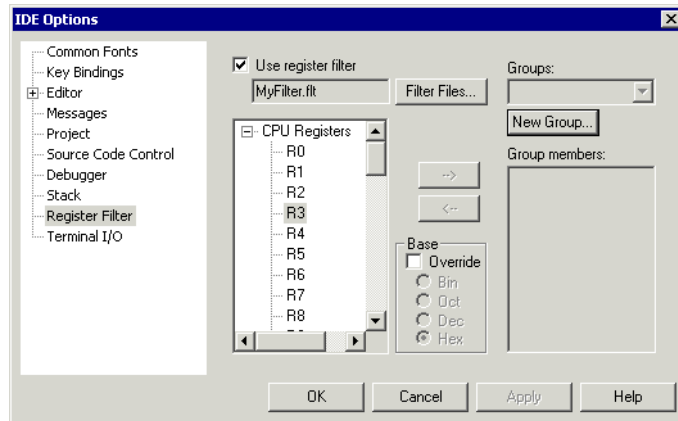 IDE Options
Common Fonts
Key Bindings
Editor
Messages
Project
Source Code Control
Debugger
Stack
Register Filter
Terminal I/O
Use register filter
MyFilter.flt
Filter Files...
CPU Registers
R0
R1
R2
R3
R4
R5
R6
R7
R8
-->
<--
Base
Override
Bin
Oct
Dec
Hex
Groups:
New Group...
Group members:
OK
Cancel
Apply
Help